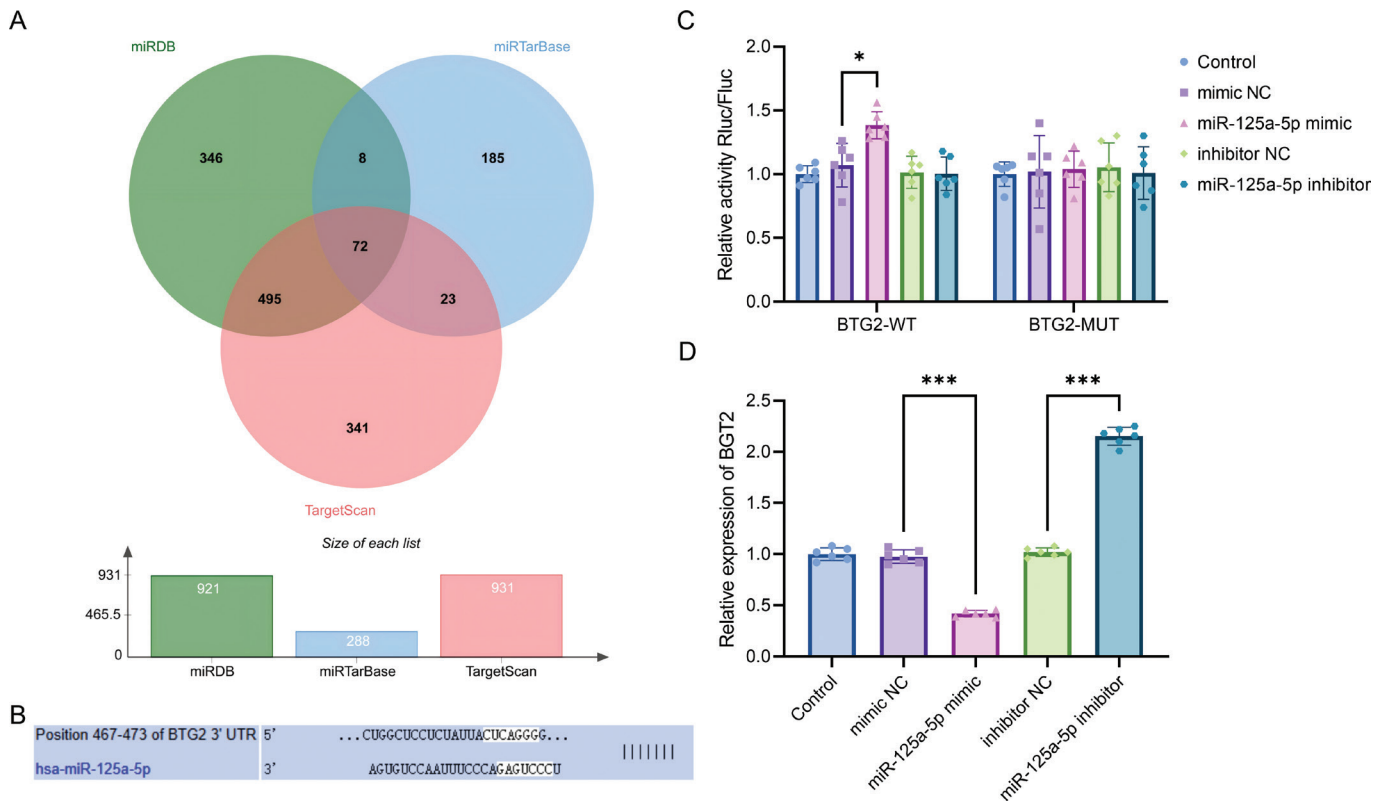 A
miRDB
miRTarBase
346
8
185
72
495
23
341
TargetScan
Size of each list
931
465.5
0
921
288
931
miRDB
miRTarBase
TargetScan
B
Position 467-473 of BTG2 3' UTR 5' ...CUGGCUCCUCUAUUACUCAGGGG...
hsa-miR-125a-5p 3' AGUGUCCAAUUUCCCAGAGUCCCU
C
Relative activity Rluc/Fluc
2.0
1.5
1.0
0.5
0.0
*
BTG2-WT
BTG2-MUT
Control
mimic NC
miR-125a-5p mimic
inhibitor NC
miR-125a-5p inhibitor
D
Relative expression of BGT2
2.5
2.0
1.5
1.0
0.5
0.0
***
***
Control
mimic NC
miR-125a-5p mimic
inhibitor NC
miR-125a-5p inhibitor